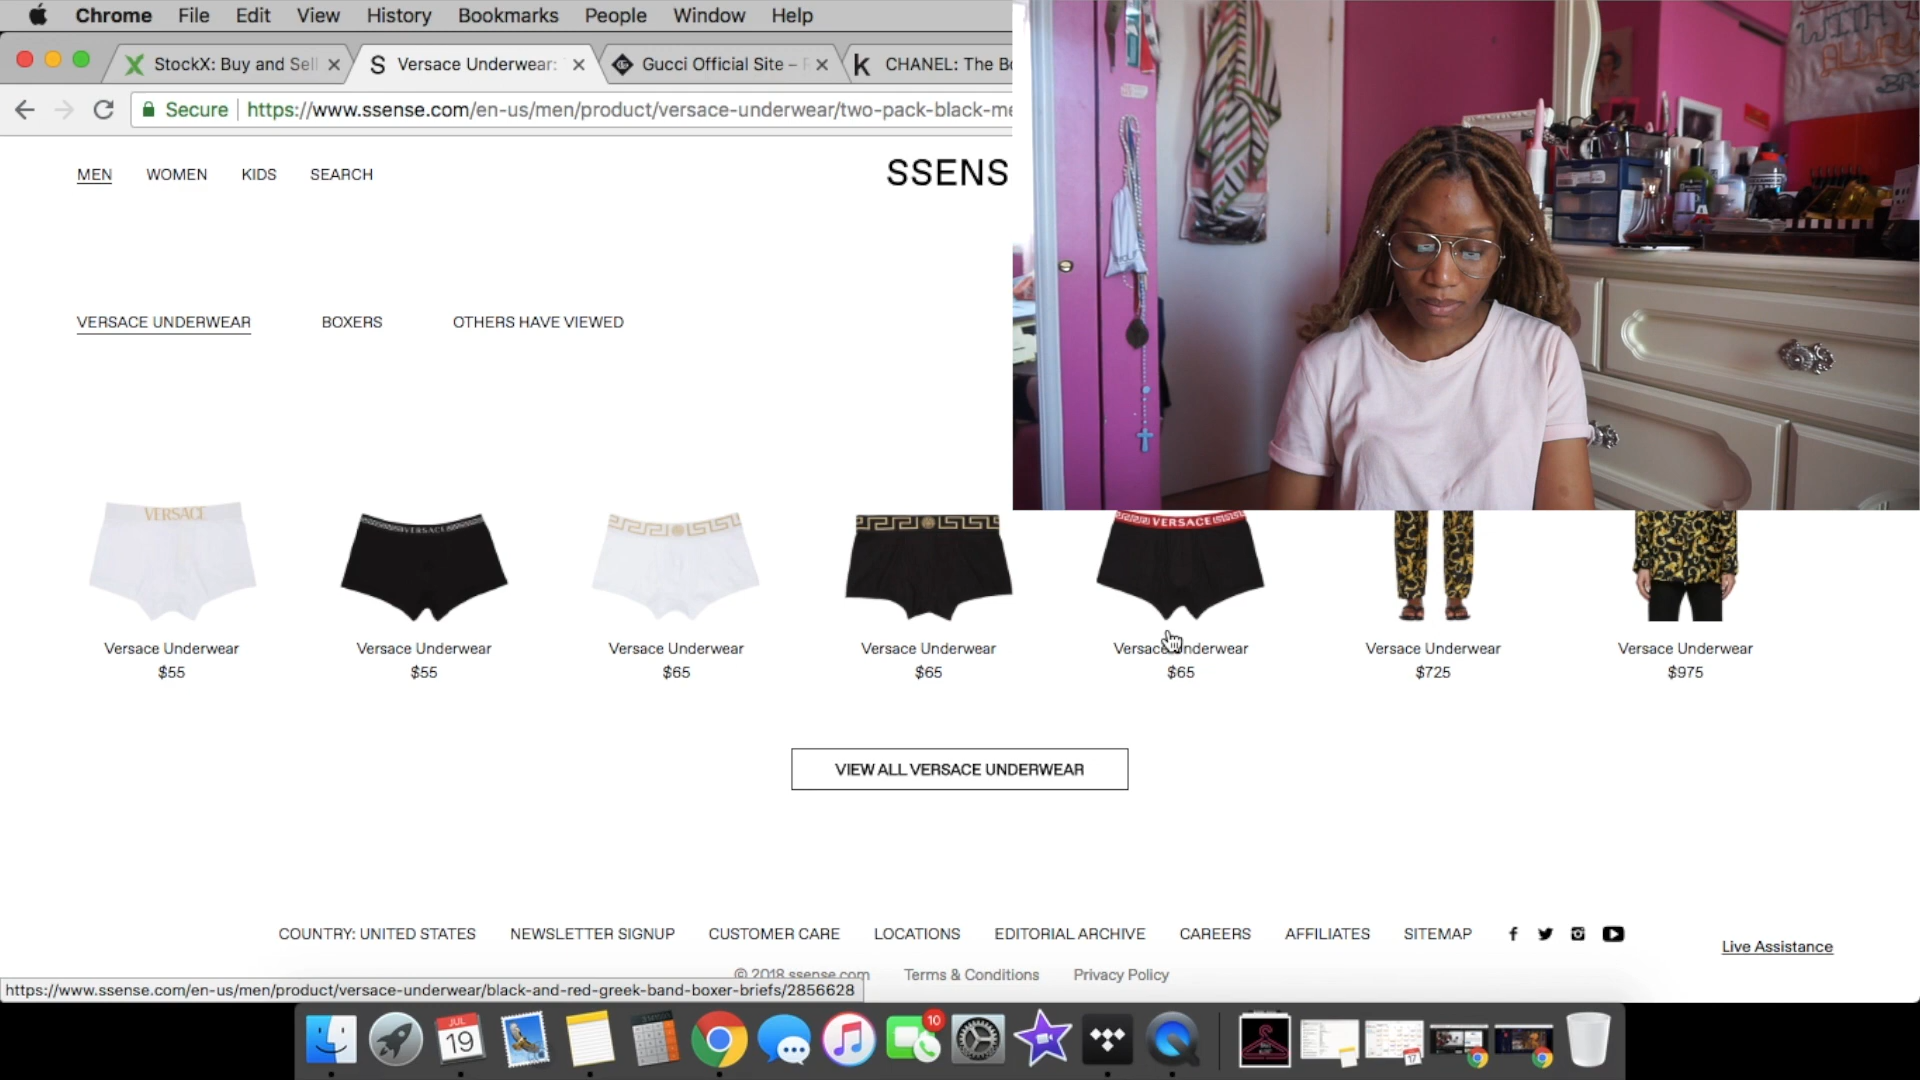 Chrome File Edit View History Bookmarks People Window Help
StockX: Buy and Sell
Versace Underwear:
Gucci Official Site –
CHANEL: The
Secure https://www.ssense.com/en-us/men/product/versace-underwear/two-pack-black-me
MEN WOMEN KIDS SEARCH
SSENS
VERSACE UNDERWEAR BOXERS OTHERS HAVE VIEWED
WITH
VERSACE
VERSACE
VERSACE
Versace Underwear
$55
Versace Underwear
$55
Versace Underwear
$65
Versace Underwear
$65
Versace Underwear
$65
Versace Underwear
$725
Versace Underwear
$975
VIEW ALL VERSACE UNDERWEAR
COUNTRY: UNITED STATES NEWSLETTER SIGNUP CUSTOMER CARE LOCATIONS EDITORIAL ARCHIVE CAREERS AFFILIATES SITEMAP
Live Assistance
© 2018 ssense.com Terms & Conditions Privacy Policy
https://www.ssense.com/en-us/men/product/versace-underwear/black-and-red-greek-band-boxer-briefs/2856628
JUL
19
10
17